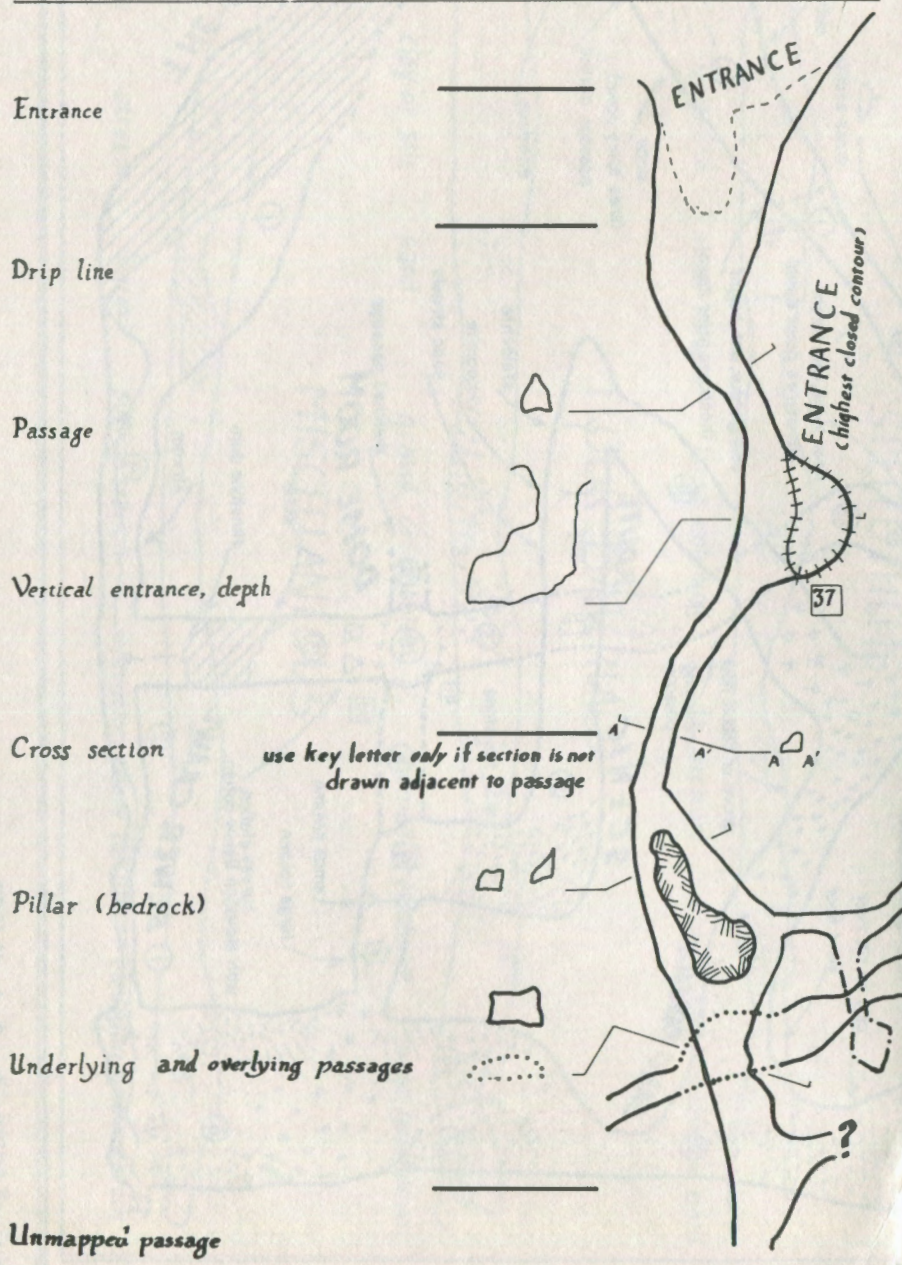 ENTRANCE
Entrance
Drip line
ENTRANCE
(highest closed contour)
Passage
Vertical entrance, depth
37
Cross section
use key letter only if section is not
drawn adjacent to passage
A
A'
A A'
Pillar (bedrock)
Underlying and overlying passages
?
Unmapped passage